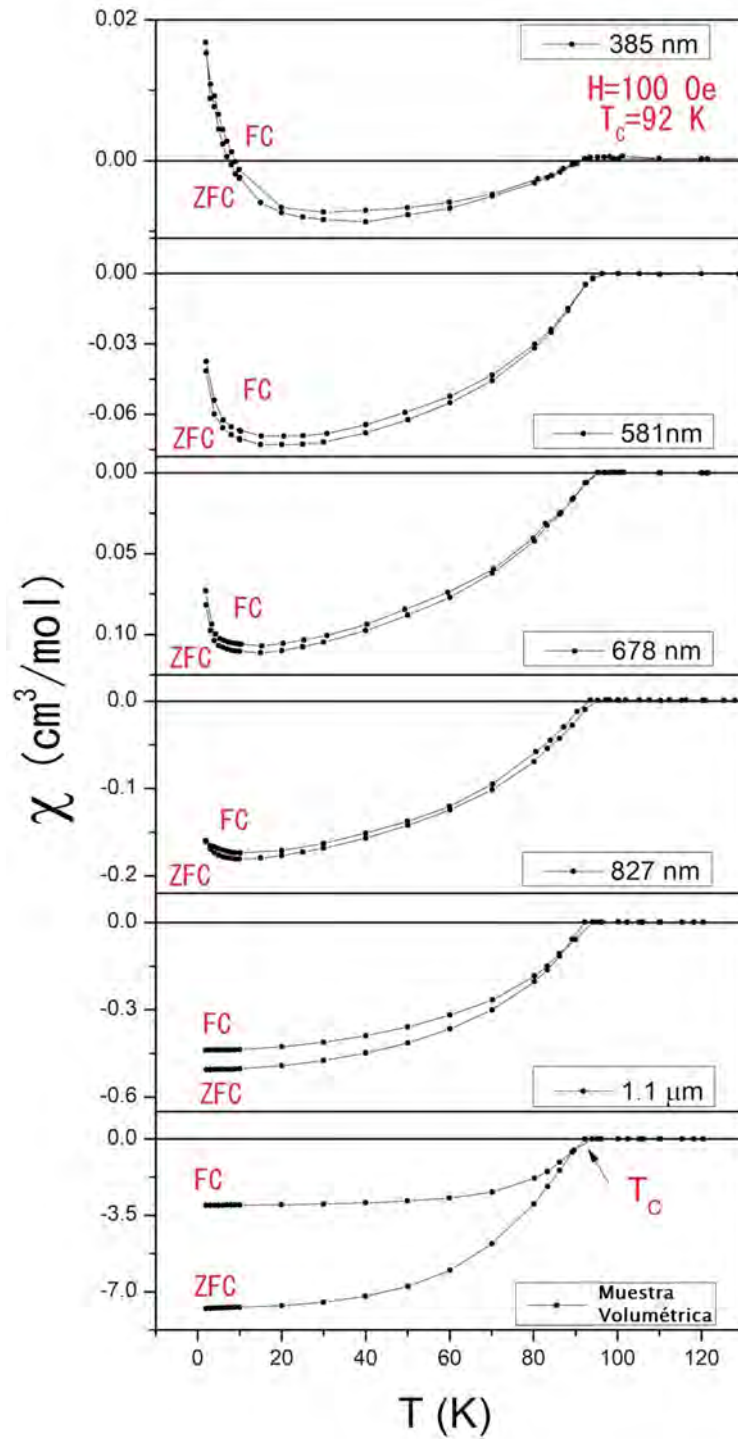 0.02
385 nm
H=100 Oe
T_C=92 K
FC
0.00
ZFC
0.00
-0.03
FC
-0.06
ZFC
581nm
0.00
0.05
FC
0.10
ZFC
678 nm
0.0
-0.1
FC
-0.2
ZFC
827 nm
0.0
-0.3
FC
ZFC
-0.6
1.1 μm
0.0
FC
T_C
-3.5
ZFC
-7.0
Muestra
Volumétrica
χ (cm³/mol)
0 20 40 60 80 100 120
T (K)